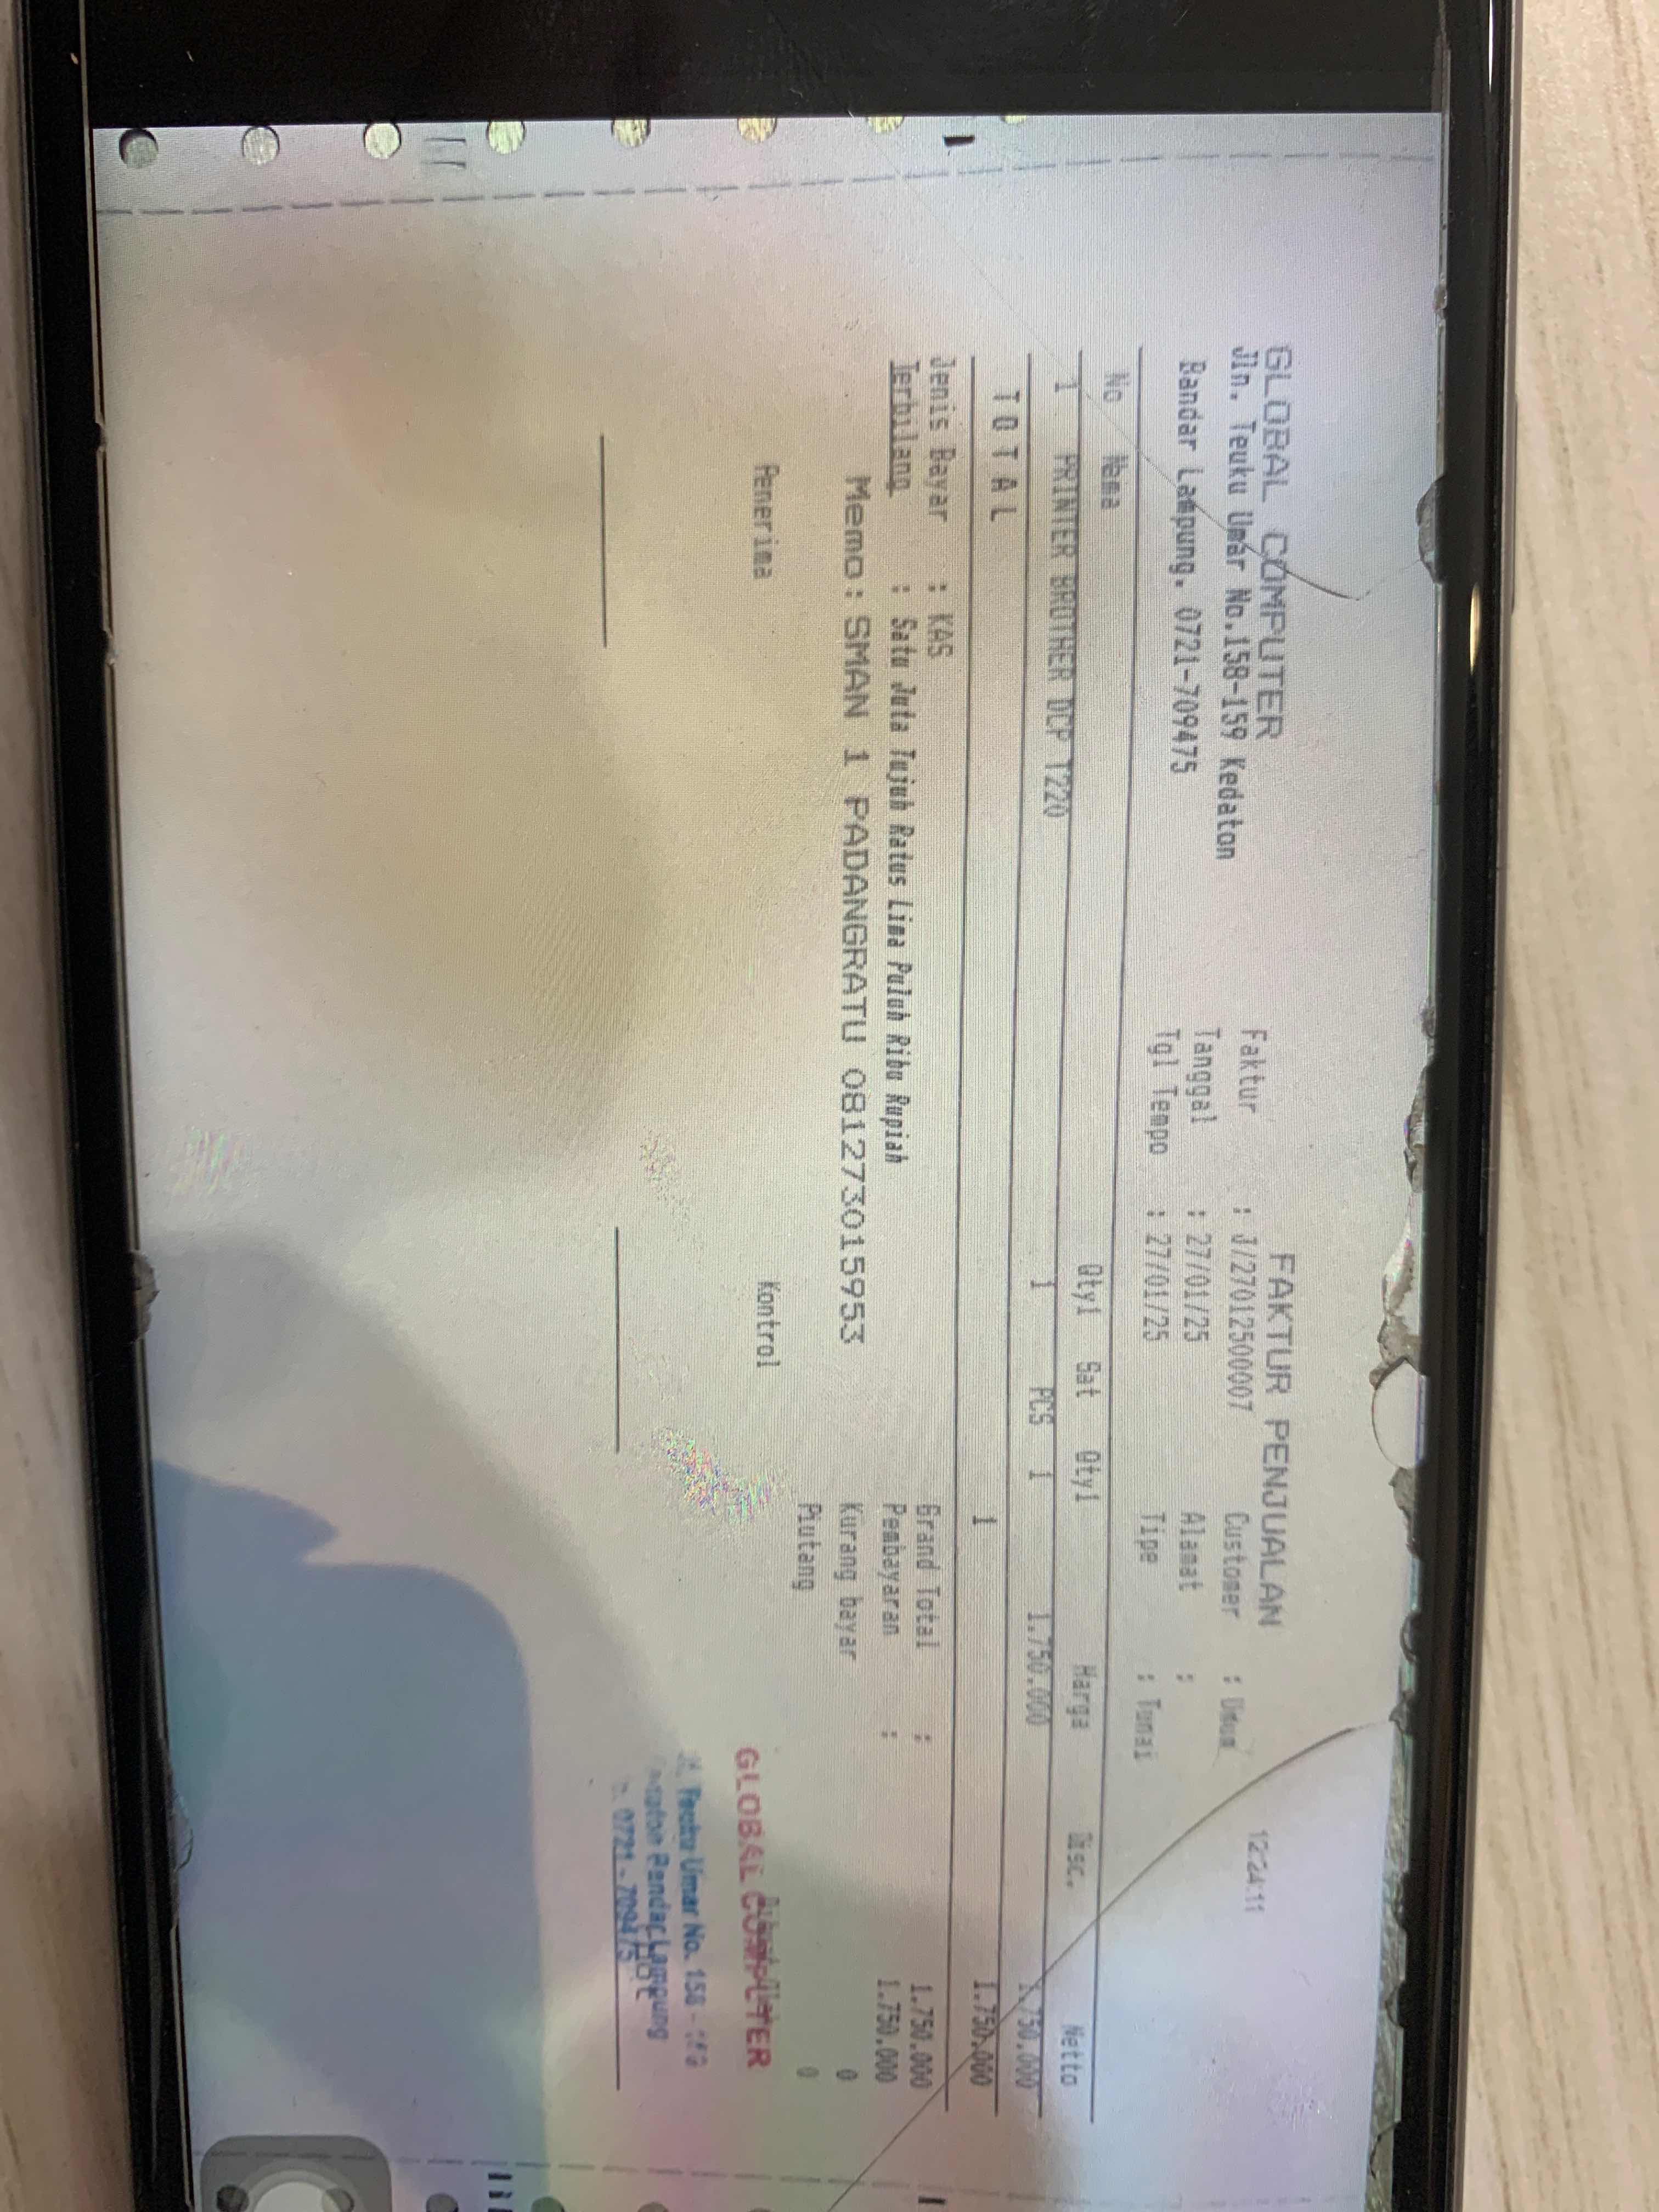 GLOBAL COMPUTER
Jln. Teuku Umar No.158-159 Kedaton
Bandar Lampung. 0721-709475
FAKTUR PENJUALAN 12:24:11
Faktur : J/27012500007 Customer : Umum
Tanggal : 27/01/25 Alamat :
Tgl Tempo : 27/01/25 Tipe : Tunai
No Nama Qty1 Sat Qty1 Harga Disc. Netto
1 PRINTER BROTHER DCP T220 1 PCS 1 1.750.000 1.750.000
T O T A L 1 1.750.000
Jenis Bayar : KAS
Terbilang : Satu Juta Tujuh Ratus Lima Puluh Ribu Rupiah
Memo : SMAN 1 PADANGRATU 081273015953
Grand Total : 1.750.000
Pembayaran : 1.750.000
Kurang bayar 0
Piutang 0
Penerima Kontrol
GLOBAL COMPUTER
Teuku Umar No. 158 -
Bandar Lampung
0721 - 709475